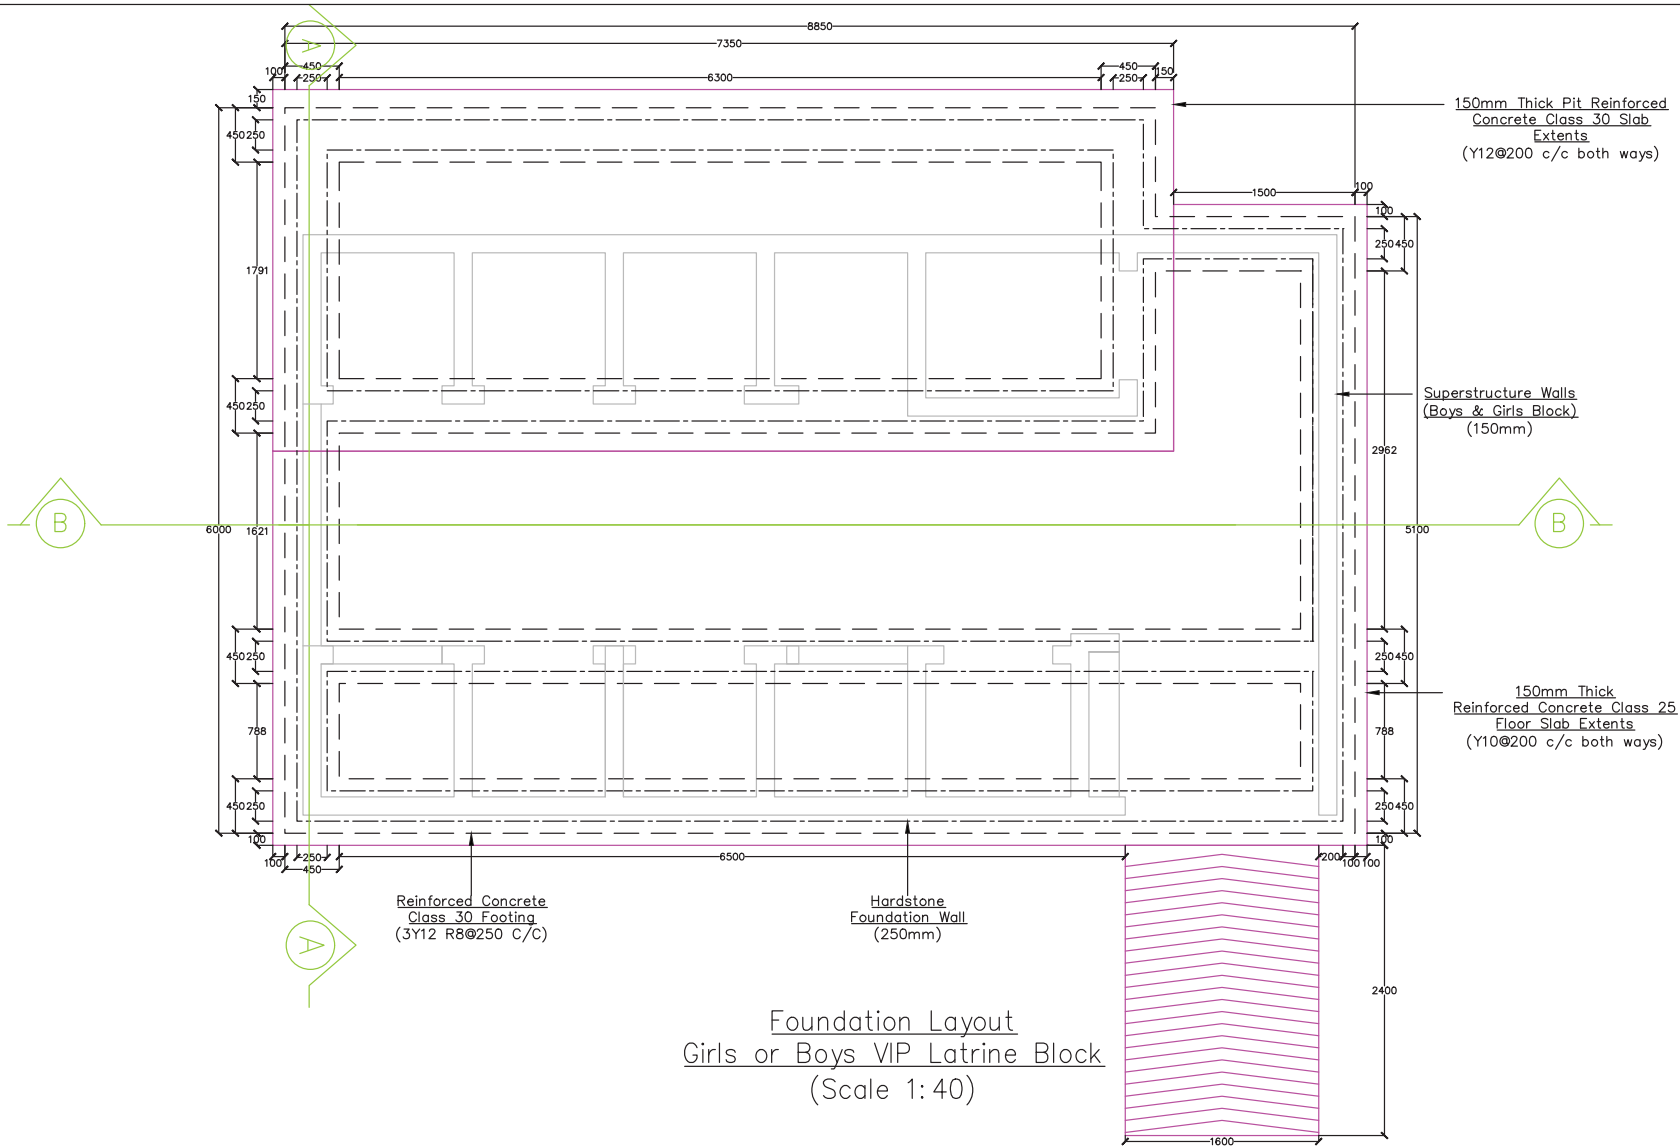 8850
7350
A
450
100
250
6300
450
250
150
150
450
250
1791
450
250
6000
1621
450
250
788
450
250
100
150mm Thick Pit Reinforced
Concrete Class 30 Slab
Extents
(Y12@200 c/c both ways)
1500
100
100
250
450
Superstructure Walls
(Boys & Girls Block)
(150mm)
2962
B
B
5100
250
450
150mm Thick
Reinforced Concrete Class 25
Floor Slab Extents
(Y10@200 c/c both ways)
788
250
450
100
100
250
450
6500
200
100
100
Reinforced Concrete
Class 30 Footing
(3Y12 R8@250 C/C)
Hardstone
Foundation Wall
(250mm)
A
2400
Foundation Layout
Girls or Boys VIP Latrine Block
(Scale 1:40)
1600